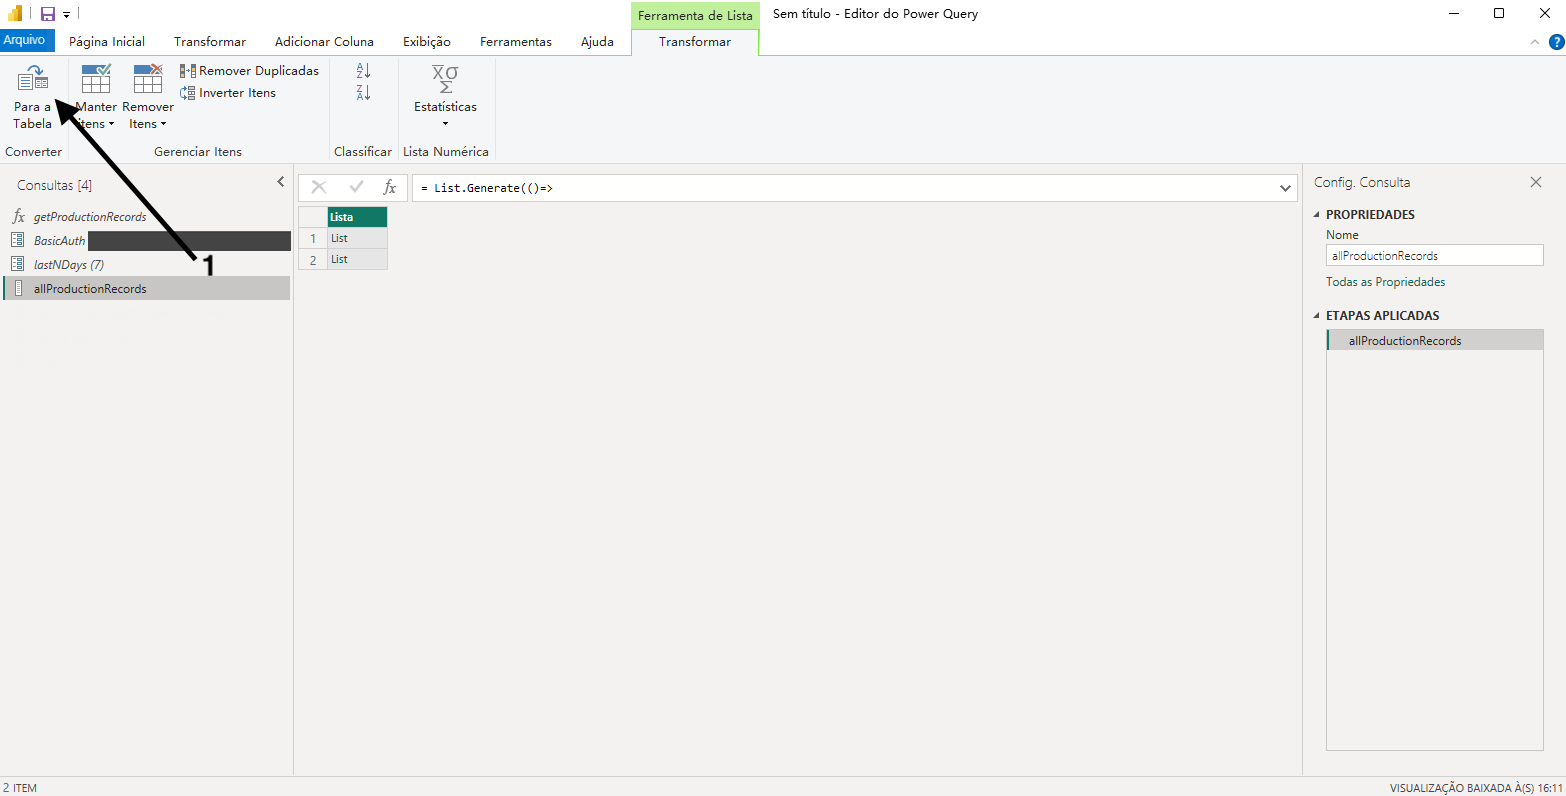 Ferramenta de Lista
Sem título - Editor do Power Query
Arquivo
Página Inicial
Transformar
Adicionar Coluna
Exibição
Ferramentas
Ajuda
Transformar
?
Para a
Tabela
Manter
Itens
Remover
Itens
Remover Duplicadas
Inverter Itens
A
Z
Z
A
X̅σ
Σ
Estatísticas
Converter
Gerenciar Itens
Classificar
Lista Numérica
Consultas [4]
fx getProductionRecords
BasicAuth
lastNDays (7)
allProductionRecords
1
fx
= List.Generate(()=>
Lista
1 List
2 List
Config. Consulta
PROPRIEDADES
Nome
allProductionRecords
Todas as Propriedades
ETAPAS APLICADAS
allProductionRecords
2 ITEM
VISUALIZAÇÃO BAIXADA À(S) 16:11